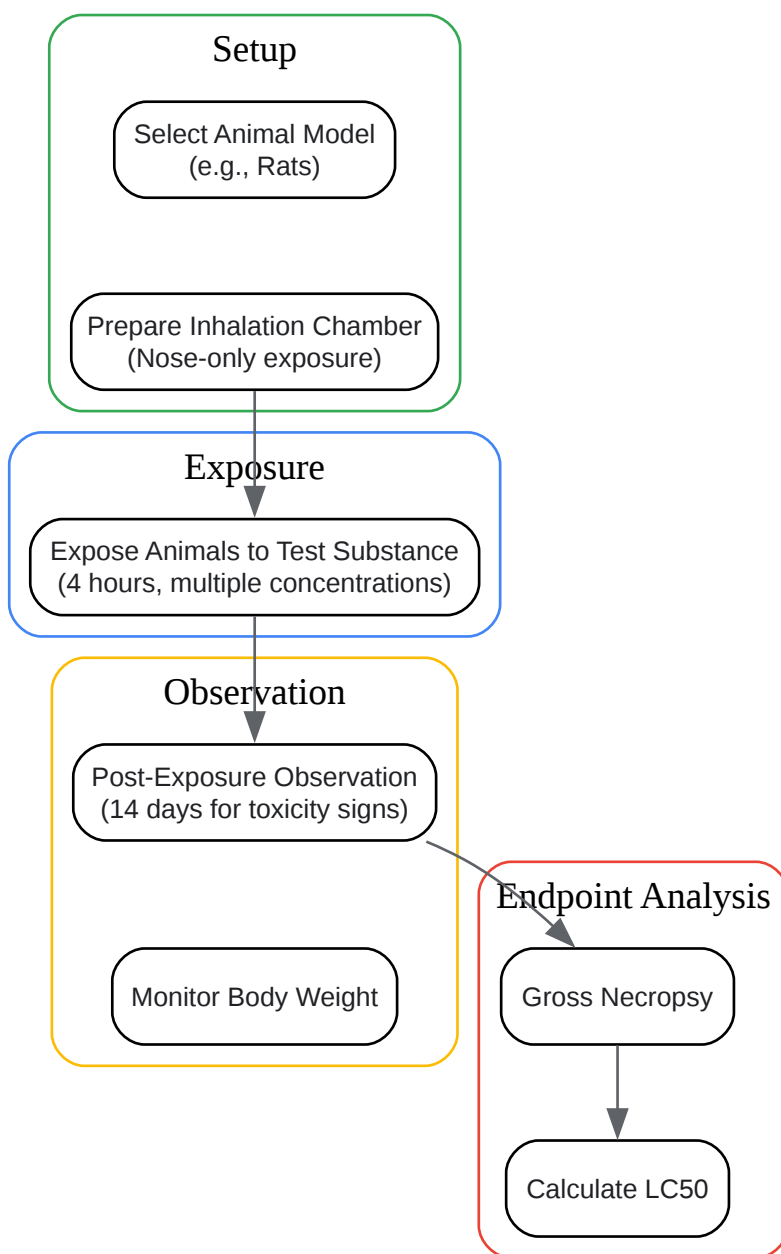 Setup
Select Animal Model
(e.g., Rats)
Prepare Inhalation Chamber
(Nose-only exposure)
Exposure
Expose Animals to Test Substance
(4 hours, multiple concentrations)
Observation
Post-Exposure Observation
(14 days for toxicity signs)
Monitor Body Weight
Endpoint Analysis
Gross Necropsy
Calculate LC50